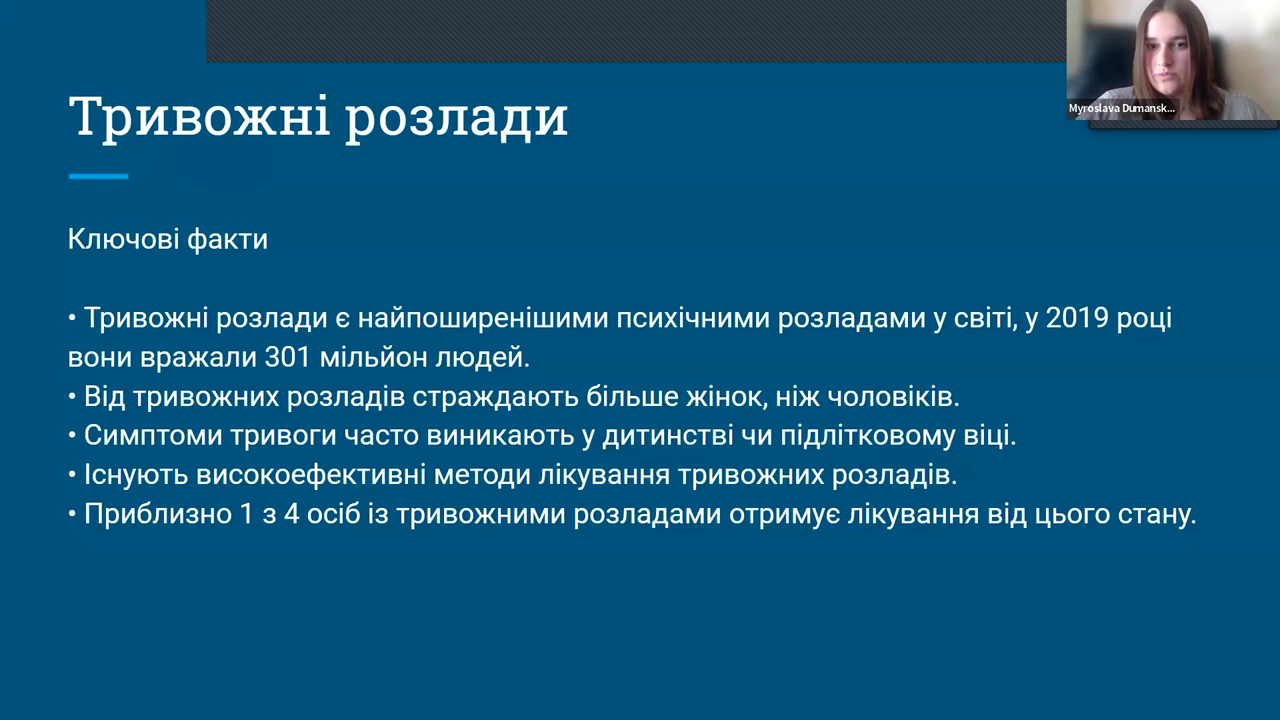 Myroslava Dumansk...
Тривожні розлади
Ключові факти
• Тривожні розлади є найпоширенішими психічними розладами у світі, у 2019 році
вони вражали 301 мільйон людей.
• Від тривожних розладів страждають більше жінок, ніж чоловіків.
• Симптоми тривоги часто виникають у дитинстві чи підлітковому віці.
• Існують високоефективні методи лікування тривожних розладів.
• Приблизно 1 з 4 осіб із тривожними розладами отримує лікування від цього стану.